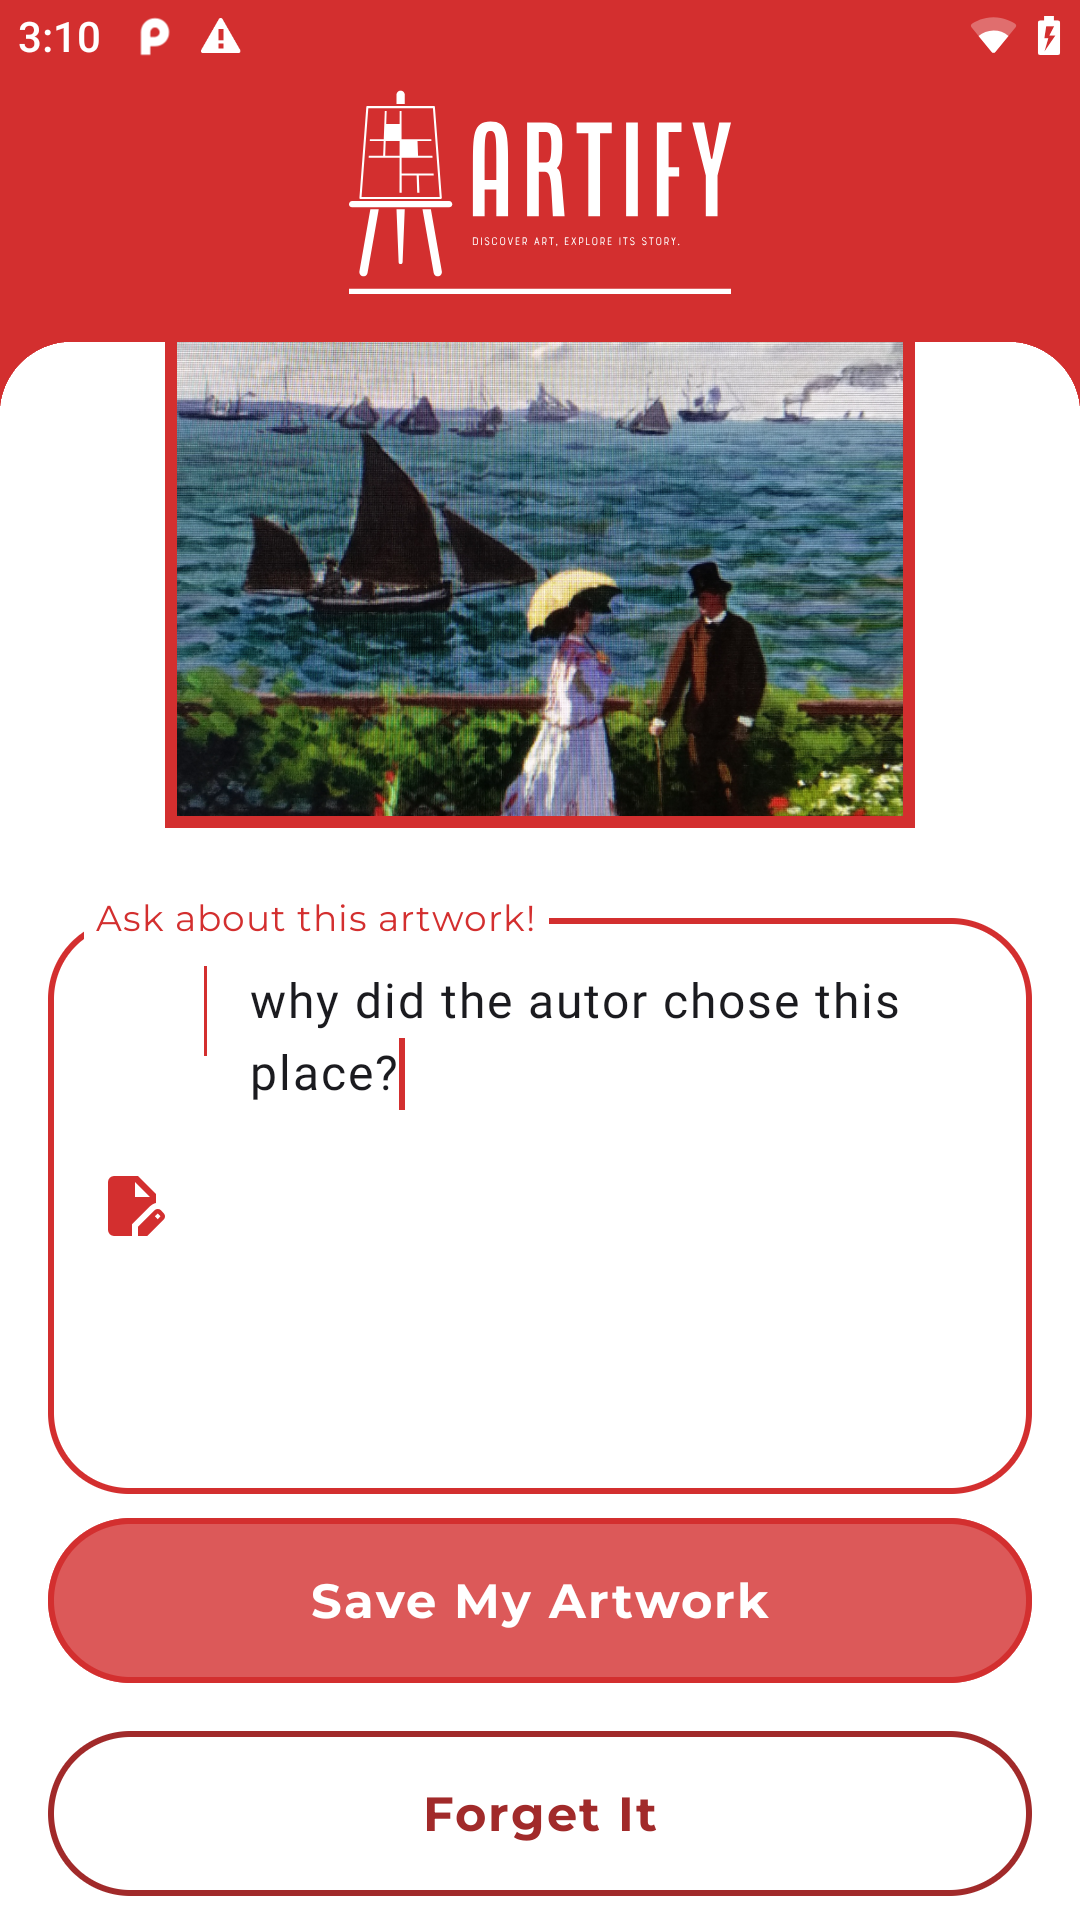 3:10
ARTIFY
DISCOVER ART, EXPLORE ITS STORY.
Ask about this artwork!
why did the autor chose this
place?
Save My Artwork
Forget It